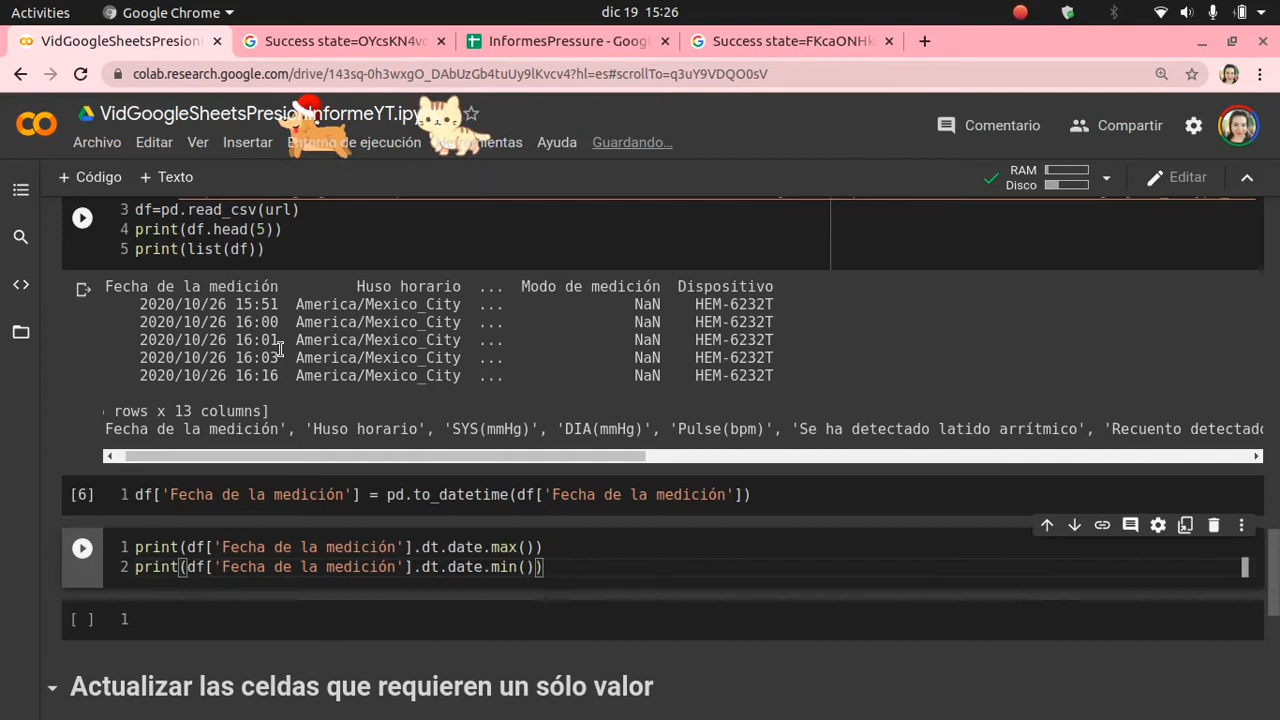 Activities
Google Chrome
dic 19 15:26
VidGoogleSheetsPresion
Success state=OYcsKN4v
InformesPressure - Goog
Success state=FKcaONHk
colab.research.google.com/drive/143sq-0h3wxgO_DAbUzGb4tuUy9lKvcv4?hl=es#scrollTo=q3uY9VDQO0sV
VidGoogleSheetsPresionInformeYT.ipy
Comentario
Compartir
Archivo
Editar
Ver
Insertar
Entorno de ejecución
Ayuda
Guardando...
+ Código
+ Texto
RAM
Disco
Editar
3 df=pd.read_csv(url)
4 print(df.head(5))
5 print(list(df))
Fecha de la medición Huso horario ... Modo de medición Dispositivo
2020/10/26 15:51 America/Mexico_City ... NaN HEM-6232T
2020/10/26 16:00 America/Mexico_City ... NaN HEM-6232T
2020/10/26 16:01 America/Mexico_City ... NaN HEM-6232T
2020/10/26 16:03 America/Mexico_City ... NaN HEM-6232T
2020/10/26 16:16 America/Mexico_City ... NaN HEM-6232T
rows x 13 columns]
Fecha de la medición', 'Huso horario', 'SYS(mmHg)', 'DIA(mmHg)', 'Pulse(bpm)', 'Se ha detectado latido arrítmico', 'Recuento detectado
[6] 1 df['Fecha de la medición'] = pd.to_datetime(df['Fecha de la medición'])
1 print(df['Fecha de la medición'].dt.date.max())
2 print(df['Fecha de la medición'].dt.date.min())
[ ] 1
Actualizar las celdas que requieren un sólo valor